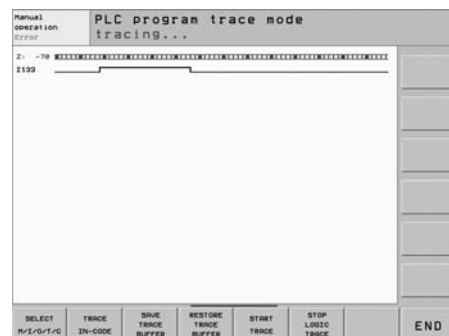 Manual
operation
Error
PLC program trace mode
tracing...
Z: -70
I133
SELECT
M/I/O/T/C
TRACE
IN-CODE
SAVE
TRACE
BUFFER
RESTORE
TRACE
BUFFER
START
TRACE
STOP
LOGIC
TRACE
END